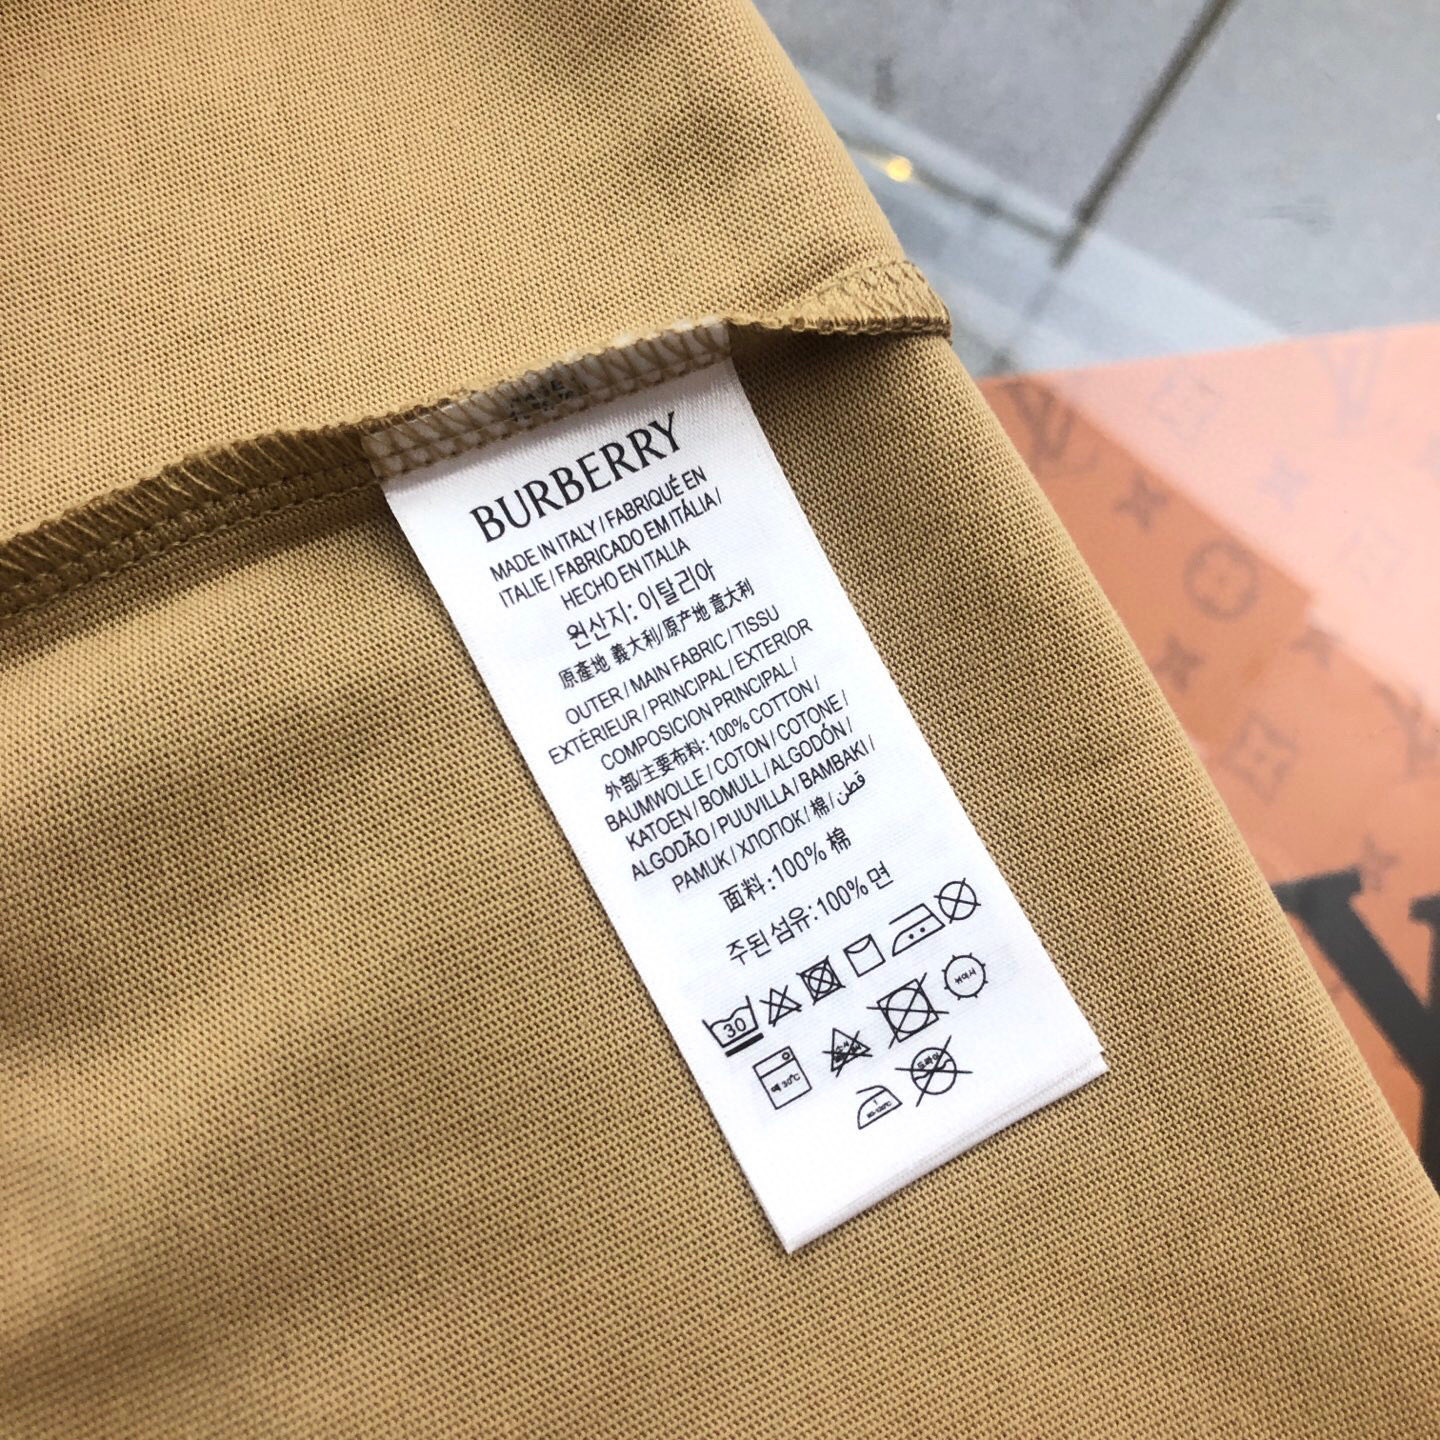 BURBERRY
MADE IN ITALY / FABRIQUÉ EN
ITALIE / FABRICADO EM ITÁLIA /
HECHO EN ITALIA
원산지: 이탈리아
原產地 義大利/原产地 意大利
OUTER / MAIN FABRIC / TISSU
EXTÉRIEUR / PRINCIPAL / EXTERIOR
COMPOSICION PRINCIPAL /
外部/主要布料: 100% COTTON /
BAUMWOLLE / COTON / COTONE /
KATOEN / BOMULL / ALGODÓN /
ALGODÃO / PUUVILLA / BAMBAKI /
PAMUK / ХЛОПОК / 棉 / قطن
面料:100% 棉
주된 섬유:100% 면
30
약 30°C
LV